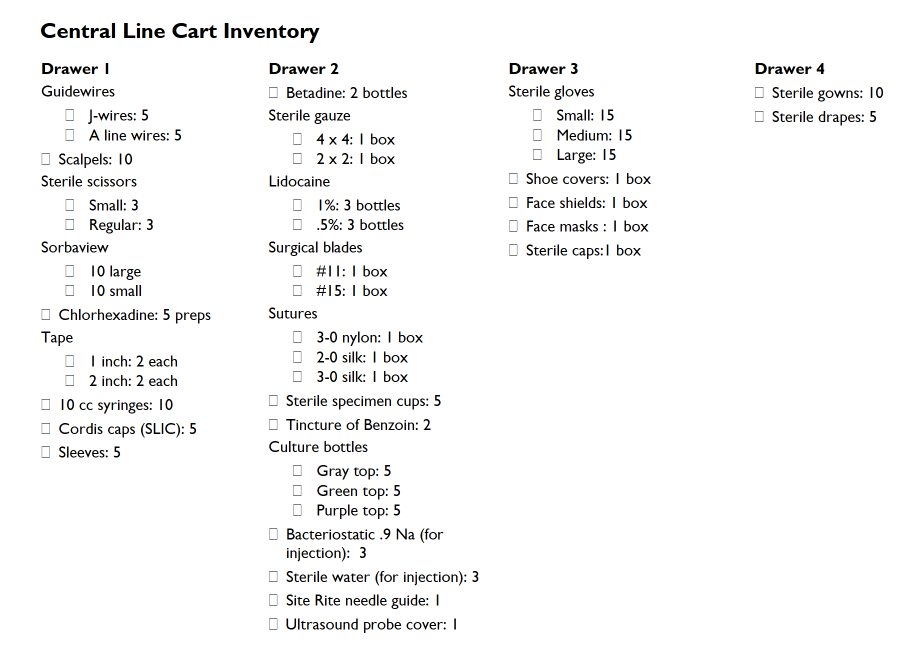 Central Line Cart Inventory
Drawer 1
Guidewires
J-wires: 5
A line wires: 5
Scalpels: 10
Sterile scissors
Small: 3
Regular: 3
Sorbaview
10 large
10 small
Chlorhexadine: 5 preps
Tape
1 inch: 2 each
2 inch: 2 each
10 cc syringes: 10
Cordis caps (SLIC): 5
Sleeves: 5
Drawer 2
Betadine: 2 bottles
Sterile gauze
4 x 4: 1 box
2 x 2: 1 box
Lidocaine
1%: 3 bottles
.5%: 3 bottles
Surgical blades
#11: 1 box
#15: 1 box
Sutures
3-0 nylon: 1 box
2-0 silk: 1 box
3-0 silk: 1 box
Sterile specimen cups: 5
Tincture of Benzoin: 2
Culture bottles
Gray top: 5
Green top: 5
Purple top: 5
Bacteriostatic .9 Na (for
injection): 3
Sterile water (for injection): 3
Site Rite needle guide: 1
Ultrasound probe cover: 1
Drawer 3
Sterile gloves
Small: 15
Medium: 15
Large: 15
Shoe covers: 1 box
Face shields: 1 box
Face masks : 1 box
Sterile caps:1 box
Drawer 4
Sterile gowns: 10
Sterile drapes: 5